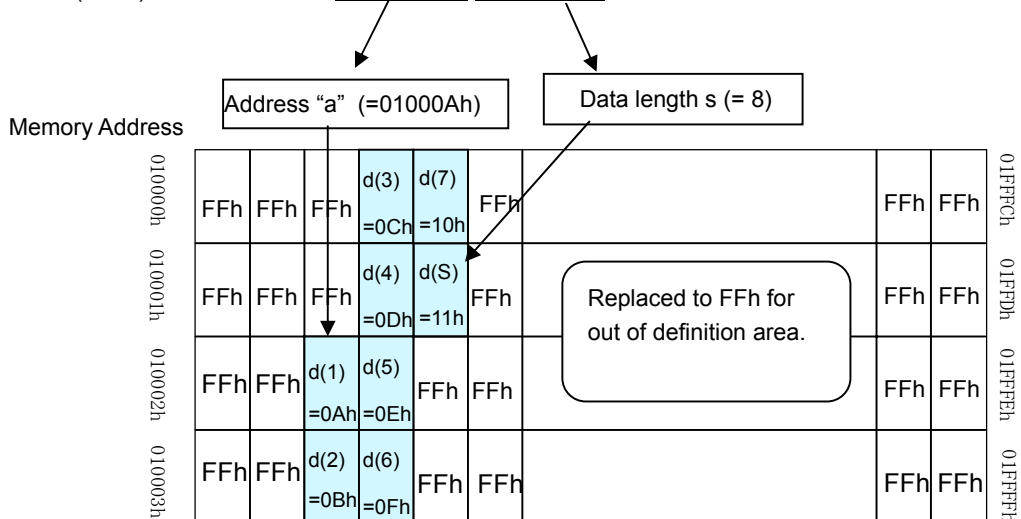 Address “a” (=01000Ah)
Data length s (= 8)
Memory Address
010000h
FFh FFh FFh d(3) d(7) FFh FFh FFh
=0Ch =10h
01FFFCh
010001h
FFh FFh FFh d(4) d(S) FFh FFh FFh
=0Dh =11h
01FFDh
Replaced to FFh for
out of definition area.
010002h
FFh FFh d(1) d(5) FFh FFh FFh FFh
=0Ah =0Eh
01FFFEh
010003h
FFh FFh d(2) d(6) FFh FFh FFh FFh
=0Bh =0Fh
01FFFFh